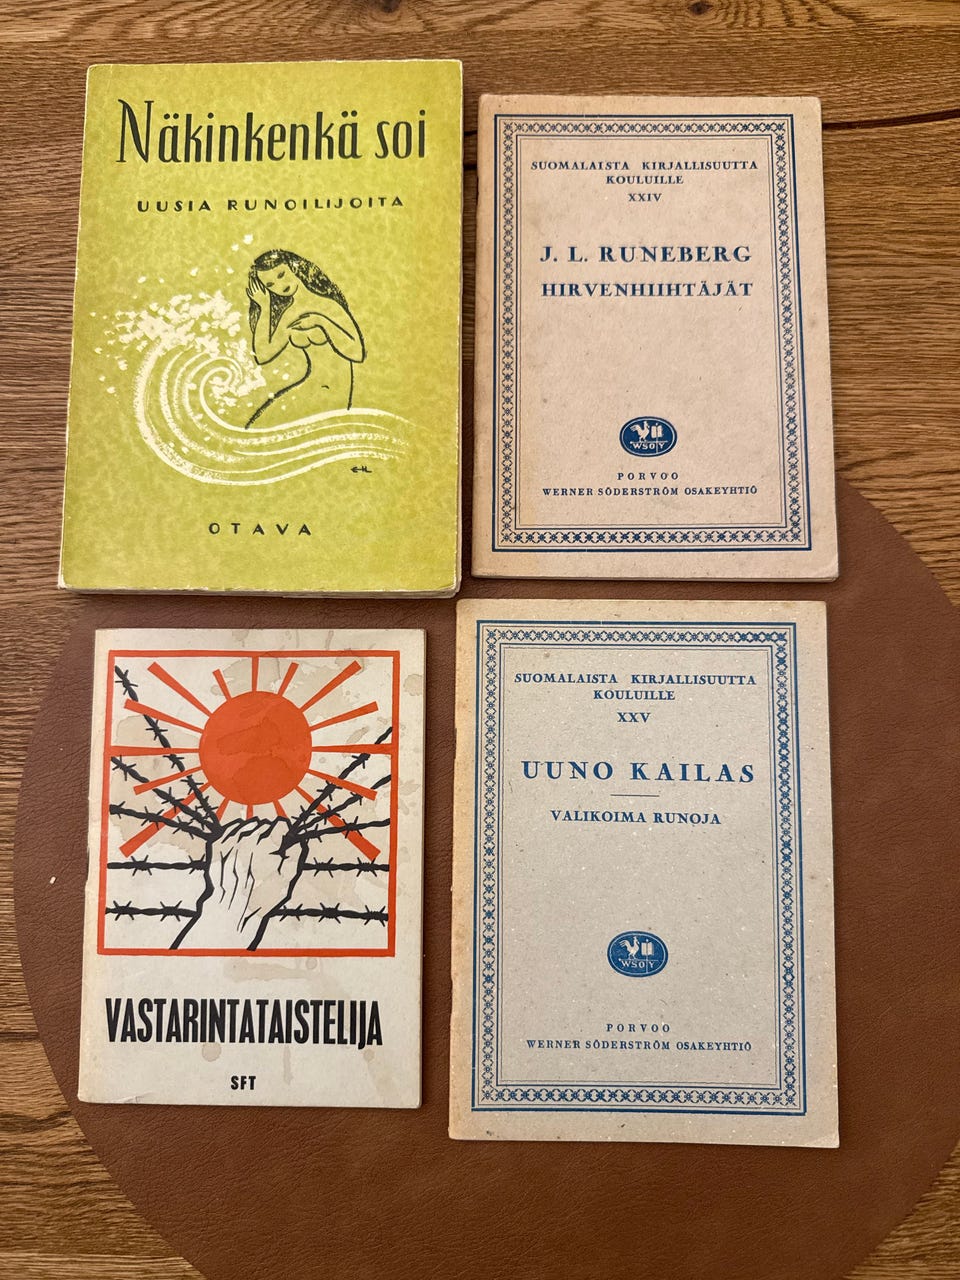 Näkinkenkä soi
UUSIA RUNOILIJOITA
EHL
OTAVA
SUOMALAISTA KIRJALLISUUTTA
KOULUILLE
XXIV
J. L. RUNEBERG
HIRVENHIIHTÄJÄT
WSOY
PORVOO
WERNER SÖDERSTRÖM OSAKEYHTIÖ
VASTARINTATAISTELIJA
SFT
SUOMALAISTA KIRJALLISUUTTA
KOULUILLE
XXV
UUNO KAILAS
VALIKOIMA RUNOJA
WSOY
PORVOO
WERNER SÖDERSTRÖM OSAKEYHTIÖ